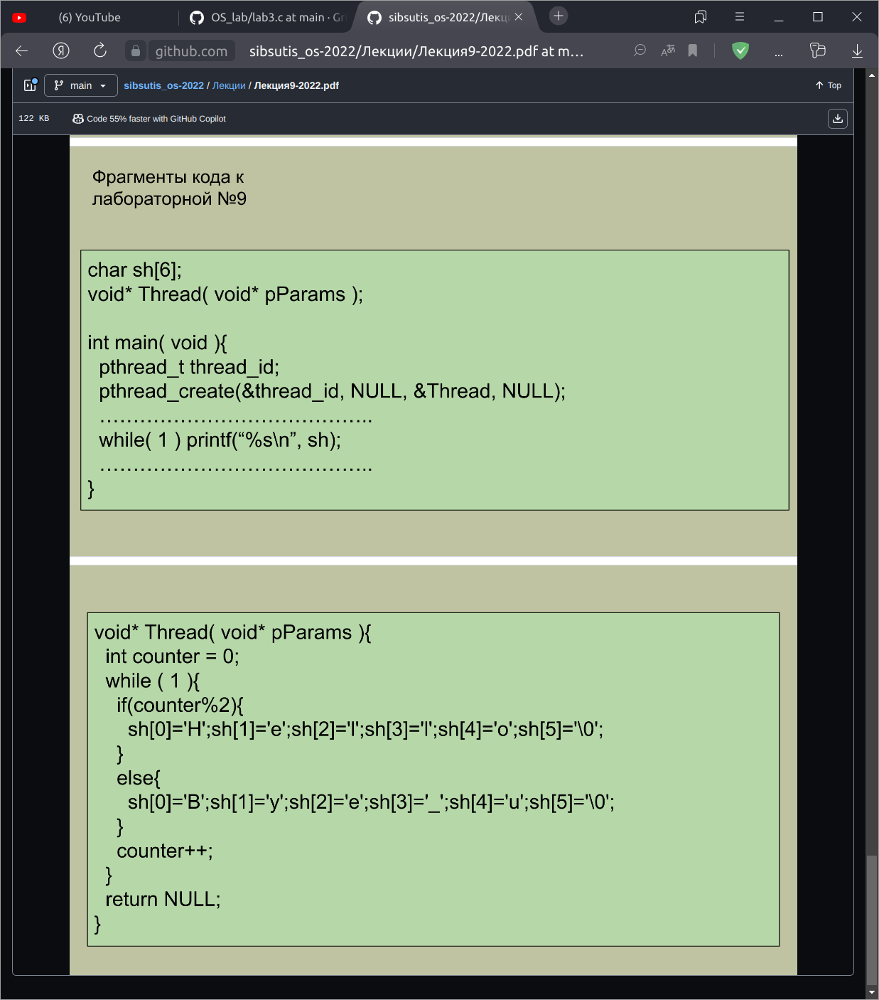 (6) YouTube
OS_lab/lab3.c at main · Gri
sibsutis_os-2022/Лекц
github.com
sibsutis_os-2022/Лекции/Лекция9-2022.pdf at m...
main
sibsutis_os-2022 / Лекции / Лекция9-2022.pdf
Top
122 KB
Code 55% faster with GitHub Copilot
Фрагменты кода к
лабораторной №9
char sh[6];
void* Thread( void* pParams );
int main( void ){
pthread_t thread_id;
pthread_create(&thread_id, NULL, &Thread, NULL);
…………………………………..
while( 1 ) printf(“%s\n”, sh);
…………………………………..
}
void* Thread( void* pParams ){
int counter = 0;
while ( 1 ){
if(counter%2){
sh[0]='H';sh[1]='e';sh[2]='l';sh[3]='l';sh[4]='o';sh[5]='\0';
}
else{
sh[0]='B';sh[1]='y';sh[2]='e';sh[3]='_';sh[4]='u';sh[5]='\0';
}
counter++;
}
return NULL;
}